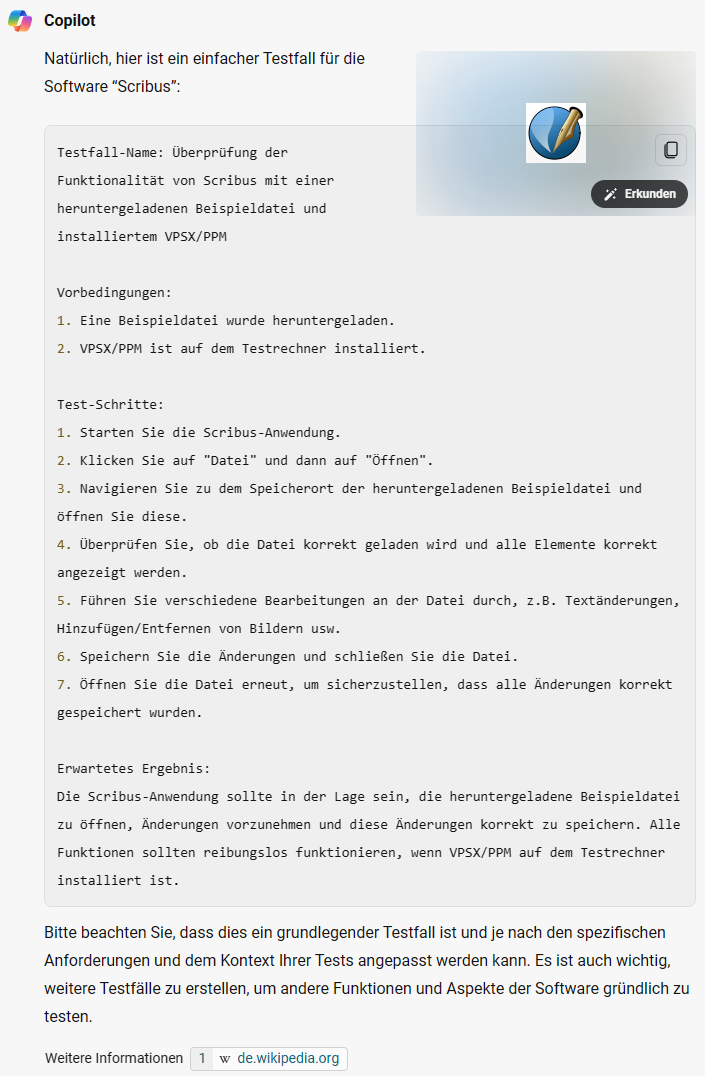 Copilot
Natürlich, hier ist ein einfacher Testfall für die
Software “Scribus”:
Erkunden
Testfall-Name: Überprüfung der
Funktionalität von Scribus mit einer
heruntergeladenen Beispieldatei und
installiertem VPSX/PPM
Vorbedingungen:
1. Eine Beispieldatei wurde heruntergeladen.
2. VPSX/PPM ist auf dem Testrechner installiert.
Test-Schritte:
1. Starten Sie die Scribus-Anwendung.
2. Klicken Sie auf "Datei" und dann auf "Öffnen".
3. Navigieren Sie zu dem Speicherort der heruntergeladenen Beispieldatei und
öffnen Sie diese.
4. Überprüfen Sie, ob die Datei korrekt geladen wird und alle Elemente korrekt
angezeigt werden.
5. Führen Sie verschiedene Bearbeitungen an der Datei durch, z.B. Textänderungen,
Hinzufügen/Entfernen von Bildern usw.
6. Speichern Sie die Änderungen und schließen Sie die Datei.
7. Öffnen Sie die Datei erneut, um sicherzustellen, dass alle Änderungen korrekt
gespeichert wurden.
Erwartetes Ergebnis:
Die Scribus-Anwendung sollte in der Lage sein, die heruntergeladene Beispieldatei
zu öffnen, Änderungen vorzunehmen und diese Änderungen korrekt zu speichern. Alle
Funktionen sollten reibungslos funktionieren, wenn VPSX/PPM auf dem Testrechner
installiert ist.
Bitte beachten Sie, dass dies ein grundlegender Testfall ist und je nach den spezifischen
Anforderungen und dem Kontext Ihrer Tests angepasst werden kann. Es ist auch wichtig,
weitere Testfälle zu erstellen, um andere Funktionen und Aspekte der Software gründlich zu
testen.
Weitere Informationen 1 W de.wikipedia.org